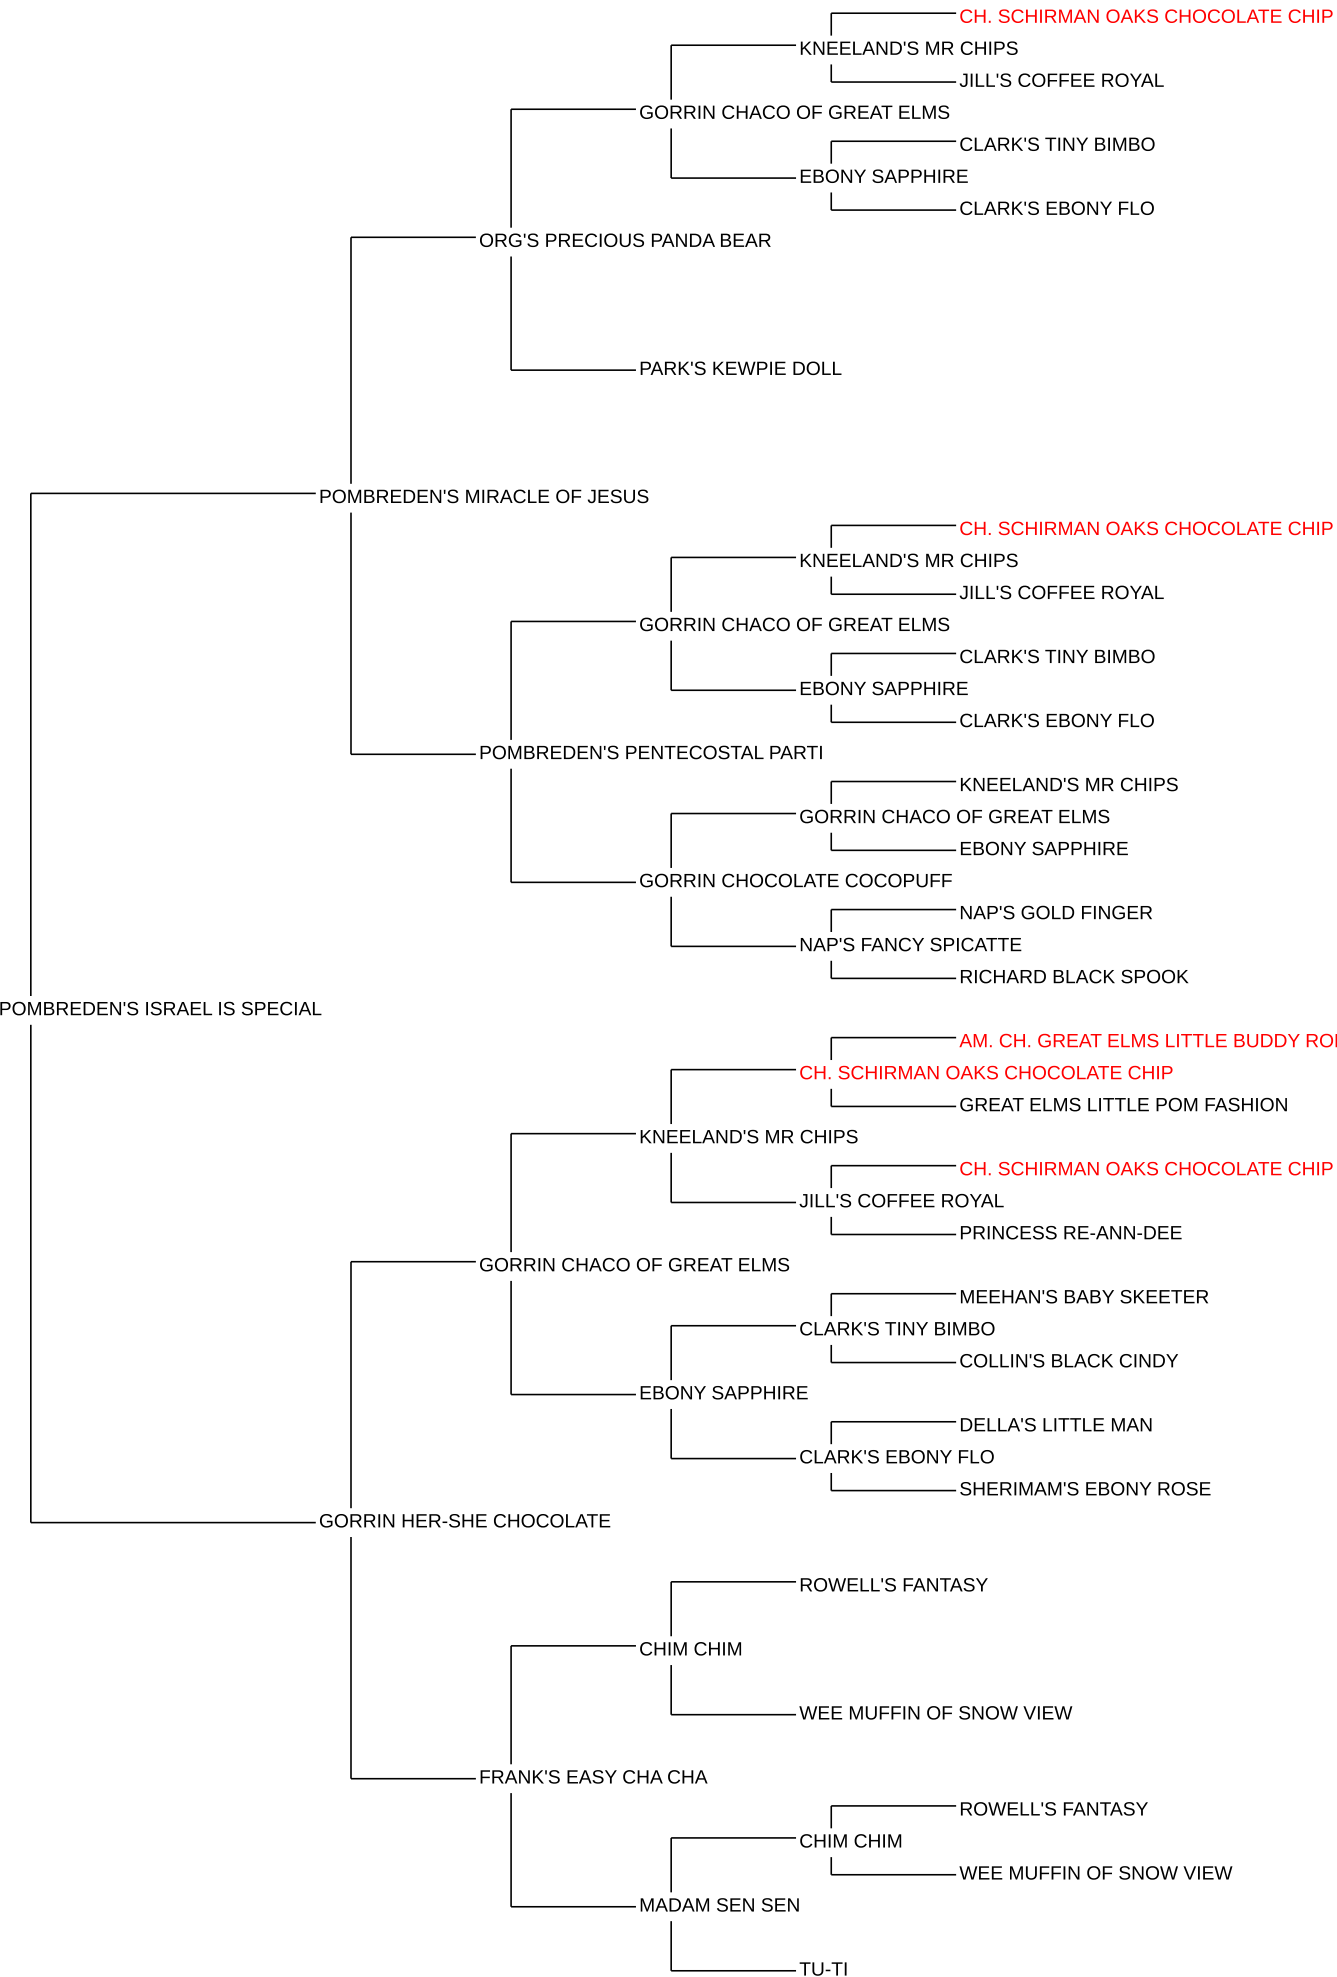 CH. SCHIRMAN OAKS CHOCOLATE CHIP
KNEELAND'S MR CHIPS
JILL'S COFFEE ROYAL
GORRIN CHACO OF GREAT ELMS
CLARK'S TINY BIMBO
EBONY SAPPHIRE
CLARK'S EBONY FLO
ORG'S PRECIOUS PANDA BEAR
PARK'S KEWPIE DOLL
POMBREDEN'S MIRACLE OF JESUS
CH. SCHIRMAN OAKS CHOCOLATE CHIP
KNEELAND'S MR CHIPS
JILL'S COFFEE ROYAL
GORRIN CHACO OF GREAT ELMS
CLARK'S TINY BIMBO
EBONY SAPPHIRE
CLARK'S EBONY FLO
POMBREDEN'S PENTECOSTAL PARTI
KNEELAND'S MR CHIPS
GORRIN CHACO OF GREAT ELMS
EBONY SAPPHIRE
GORRIN CHOCOLATE COCOPUFF
NAP'S GOLD FINGER
NAP'S FANCY SPICATTE
RICHARD BLACK SPOOK
POMBREDEN'S ISRAEL IS SPECIAL
AM. CH. GREAT ELMS LITTLE BUDDY ROI
CH. SCHIRMAN OAKS CHOCOLATE CHIP
GREAT ELMS LITTLE POM FASHION
KNEELAND'S MR CHIPS
CH. SCHIRMAN OAKS CHOCOLATE CHIP
JILL'S COFFEE ROYAL
PRINCESS RE-ANN-DEE
GORRIN CHACO OF GREAT ELMS
MEEHAN'S BABY SKEETER
CLARK'S TINY BIMBO
COLLIN'S BLACK CINDY
EBONY SAPPHIRE
DELLA'S LITTLE MAN
CLARK'S EBONY FLO
SHERIMAM'S EBONY ROSE
GORRIN HER-SHE CHOCOLATE
ROWELL'S FANTASY
CHIM CHIM
WEE MUFFIN OF SNOW VIEW
FRANK'S EASY CHA CHA
ROWELL'S FANTASY
CHIM CHIM
WEE MUFFIN OF SNOW VIEW
MADAM SEN SEN
TU-TI